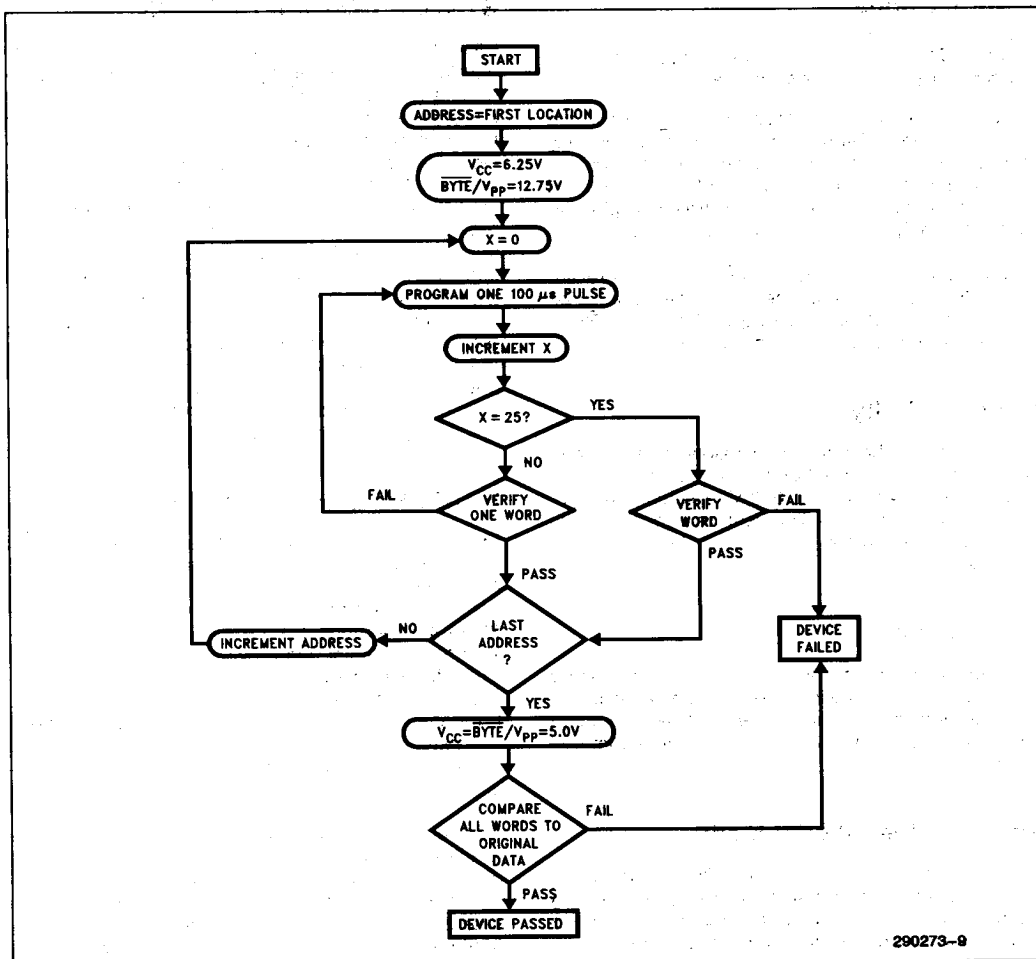 START
ADDRESS=FIRST LOCATION
V_CC=6.25V
B̅Y̅T̅E̅/V_PP=12.75V
X = 0
PROGRAM ONE 100 μs PULSE
INCREMENT X
X = 25?
YES
NO
FAIL
VERIFY
ONE WORD
VERIFY
WORD
FAIL
PASS
PASS
INCREMENT ADDRESS
NO
LAST
ADDRESS
?
DEVICE
FAILED
YES
V_CC=B̅Y̅T̅E̅/V_PP=5.0V
COMPARE
ALL WORDS TO
ORIGINAL
DATA
FAIL
PASS
DEVICE PASSED
290273-9